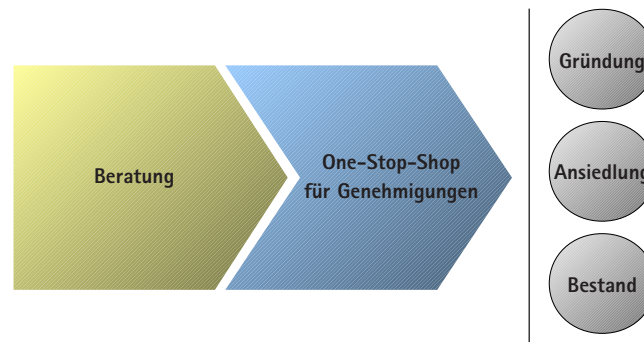 Beratung
One-Stop-Shop
für Genehmigungen
Gründung
Ansiedlung
Bestand